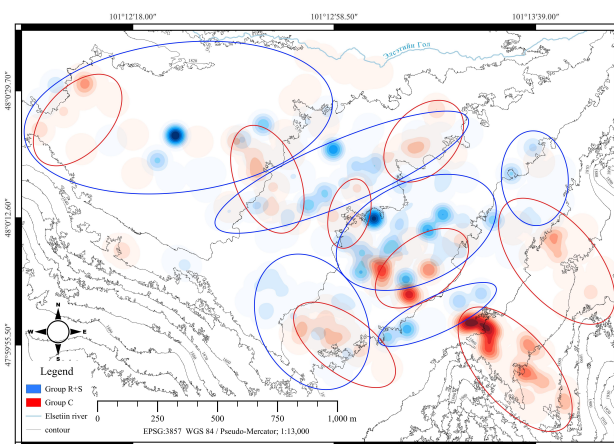 101°12'18.00"
101°12'58.50"
101°13'39.00"
Элстгийн Гол
48°0'29.70"
48°0'12.60"
47°59'55.50"
N
W
E
S
Legend
Group R+S
Group C
Elsetiin river
contour
0
250
500
750
1,000 m
EPSG:3857 WGS 84 / Pseudo-Mercator; 1:13,000